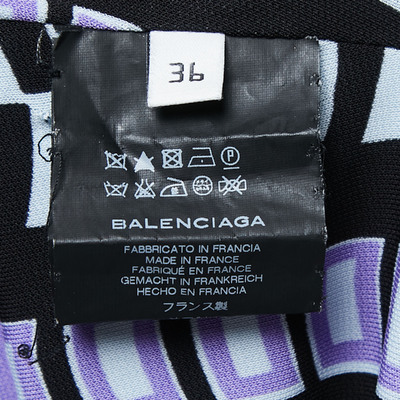 36
P
BALENCIAGA
FABBRICATO IN FRANCIA
MADE IN FRANCE
FABRIQUÉ EN FRANCE
GEMACHT IN FRANKREICH
HECHO EN FRANCIA
フランス製